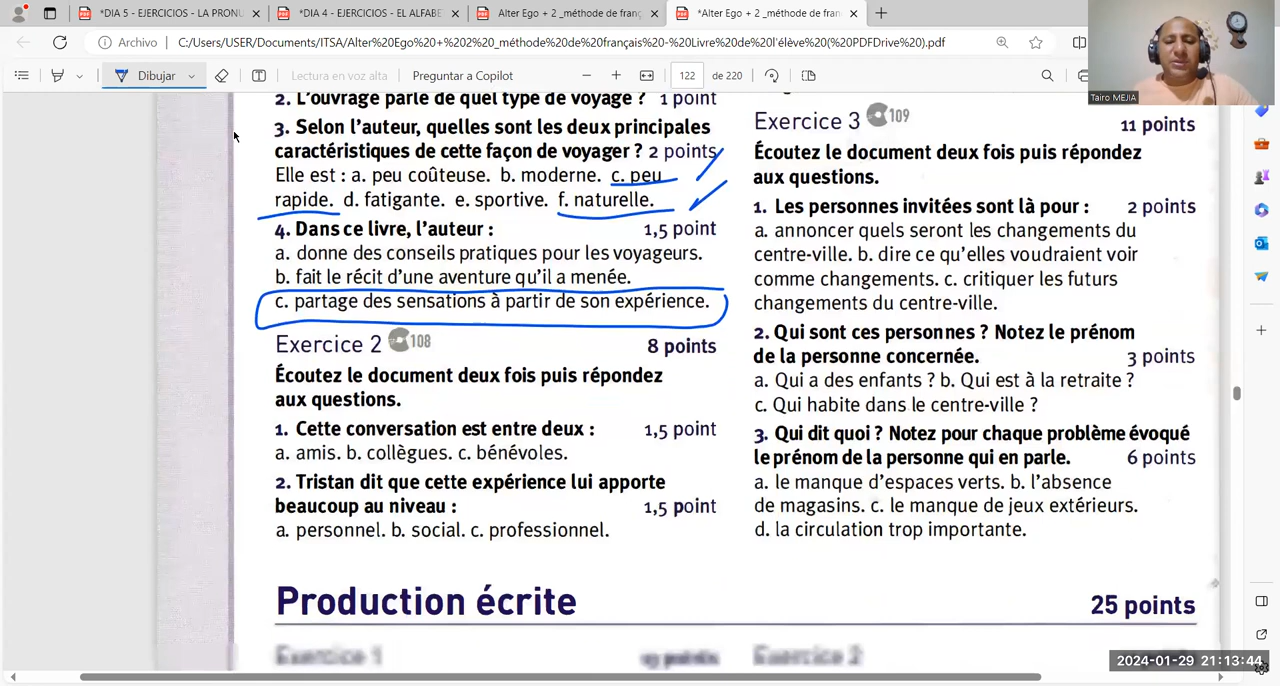 *DIA 5 - EJERCICIOS - LA PRONU
*DIA 4 - EJERCICIOS - EL ALFABE
Alter Ego + 2 _méthode de franç
*Alter Ego + 2 _méthode de fran
Archivo
C:/Users/USER/Documents/ITSA/Alter%20Ego%20+%202%20_méthode%20de%20français%20-%20Livre%20de%20l'élève%20(%20PDFDrive%20).pdf
Dibujar
Lectura en voz alta
Preguntar a Copilot
122
de 220
Tairo MEJIA
2. L'ouvrage parle de quel type de voyage ? 1 point
3. Selon l'auteur, quelles sont les deux principales
caractéristiques de cette façon de voyager ? 2 points
Elle est : a. peu coûteuse. b. moderne. c. peu
rapide. d. fatigante. e. sportive. f. naturelle.
4. Dans ce livre, l'auteur : 1,5 point
a. donne des conseils pratiques pour les voyageurs.
b. fait le récit d'une aventure qu'il a menée.
c. partage des sensations à partir de son expérience.
Exercice 2 108 8 points
Écoutez le document deux fois puis répondez
aux questions.
1. Cette conversation est entre deux : 1,5 point
a. amis. b. collègues. c. bénévoles.
2. Tristan dit que cette expérience lui apporte
beaucoup au niveau : 1,5 point
a. personnel. b. social. c. professionnel.
Exercice 3 109 11 points
Écoutez le document deux fois puis répondez
aux questions.
1. Les personnes invitées sont là pour : 2 points
a. annoncer quels seront les changements du
centre-ville. b. dire ce qu'elles voudraient voir
comme changements. c. critiquer les futurs
changements du centre-ville.
2. Qui sont ces personnes ? Notez le prénom
de la personne concernée. 3 points
a. Qui a des enfants ? b. Qui est à la retraite ?
c. Qui habite dans le centre-ville ?
3. Qui dit quoi ? Notez pour chaque problème évoqué
le prénom de la personne qui en parle. 6 points
a. le manque d'espaces verts. b. l'absence
de magasins. c. le manque de jeux extérieurs.
d. la circulation trop importante.
Production écrite 25 points
Exercice 1
Exercice 2
2024-01-29 21:13:44